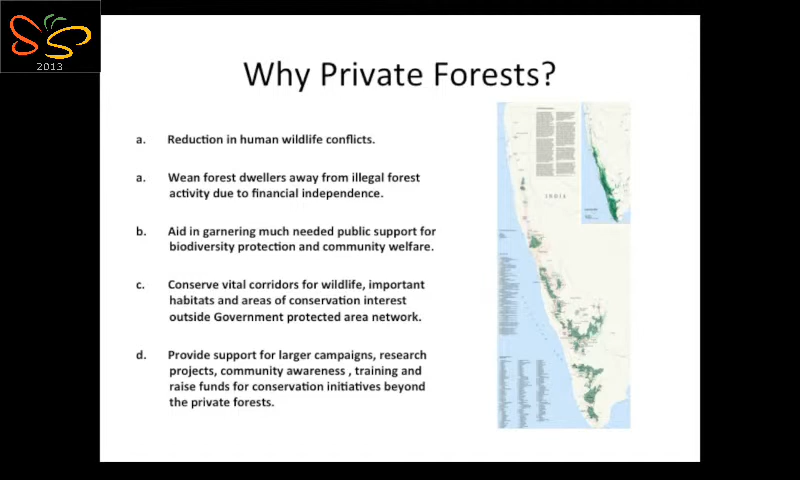 2013
Why Private Forests?
a. Reduction in human wildlife conflicts.
a. Wean forest dwellers away from illegal forest
activity due to financial independence.
b. Aid in garnering much needed public support for
biodiversity protection and community welfare.
c. Conserve vital corridors for wildlife, important
habitats and areas of conservation interest
outside Government protected area network.
d. Provide support for larger campaigns, research
projects, community awareness , training and
raise funds for conservation initiatives beyond
the private forests.
INDIA